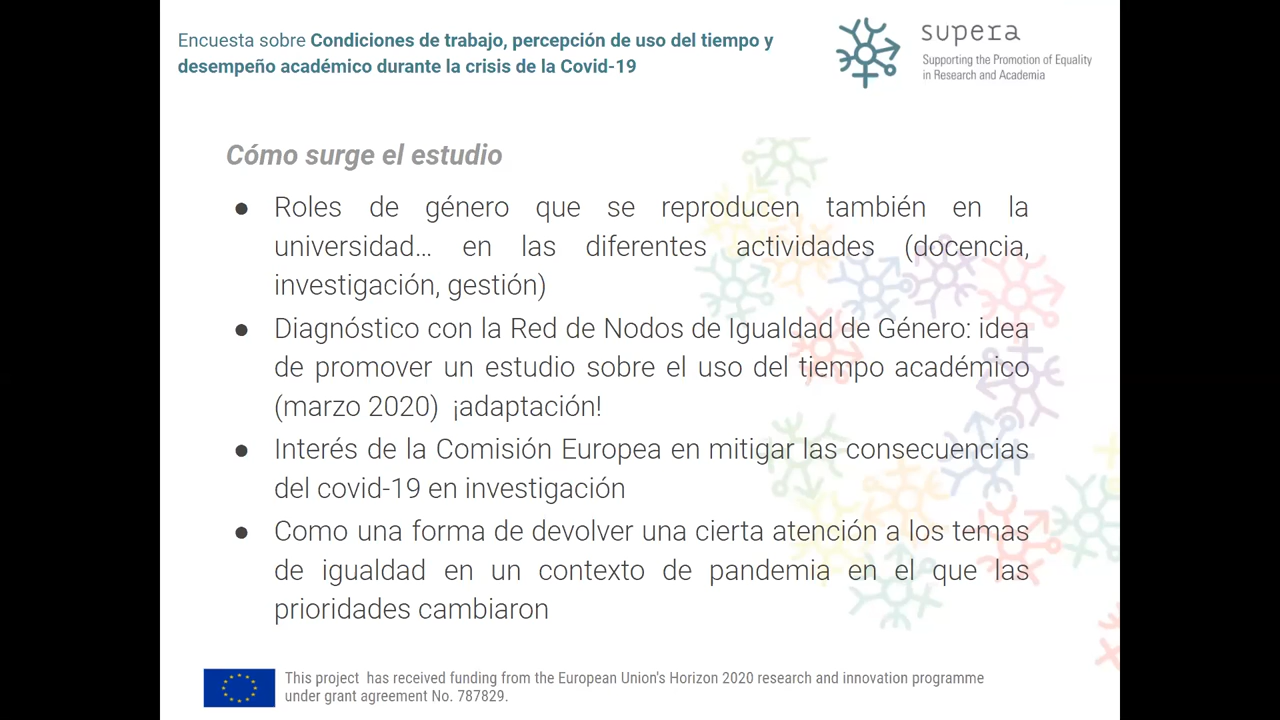 Encuesta sobre Condiciones de trabajo, percepción de uso del tiempo y
desempeño académico durante la crisis de la Covid-19
supera
Supporting the Promotion of Equality
in Research and Academia
Cómo surge el estudio
● Roles de género que se reproducen también en la
universidad... en las diferentes actividades (docencia,
investigación, gestión)
● Diagnóstico con la Red de Nodos de Igualdad de Género: idea
de promover un estudio sobre el uso del tiempo académico
(marzo 2020) ¡adaptación!
● Interés de la Comisión Europea en mitigar las consecuencias
del covid-19 en investigación
● Como una forma de devolver una cierta atención a los temas
de igualdad en un contexto de pandemia en el que las
prioridades cambiaron
This project has received funding from the European Union's Horizon 2020 research and innovation programme
under grant agreement No. 787829.